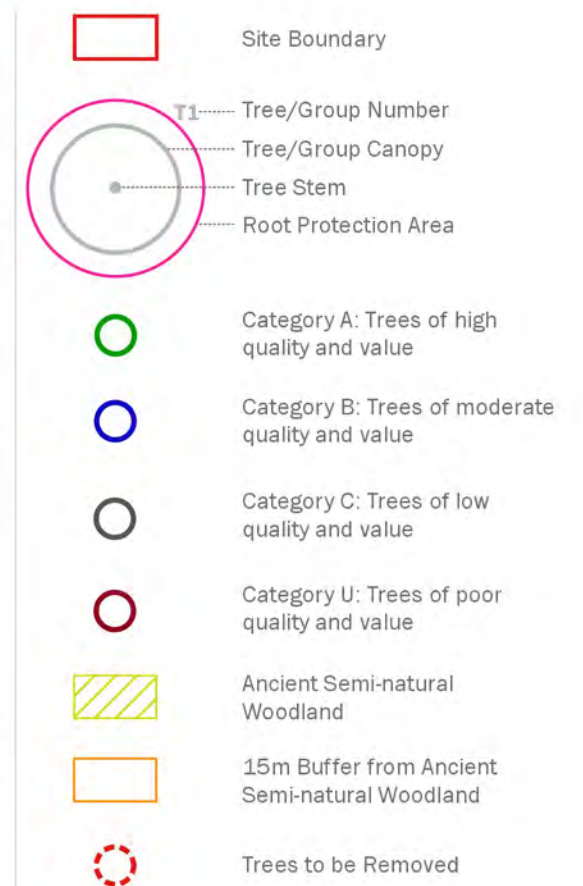 Site Boundary
T1
Tree/Group Number
Tree/Group Canopy
Tree Stem
Root Protection Area
Category A: Trees of high
quality and value
Category B: Trees of moderate
quality and value
Category C: Trees of low
quality and value
Category U: Trees of poor
quality and value
Ancient Semi-natural
Woodland
15m Buffer from Ancient
Semi-natural Woodland
Trees to be Removed